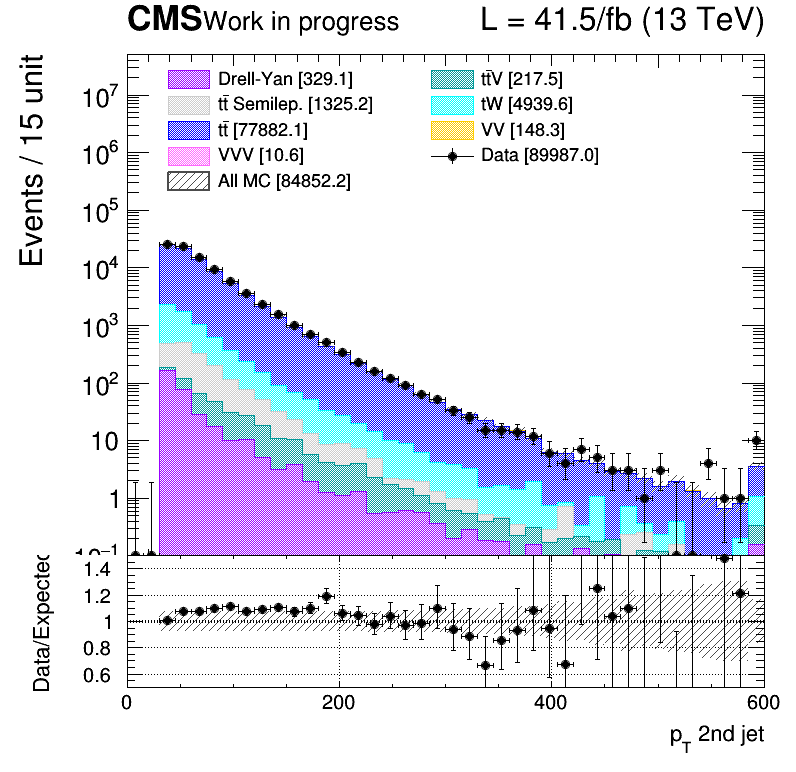 CMS Work in progress L = 41.5/fb (13 TeV)
Events / 15 unit
Drell-Yan [329.1]
tt̄ Semilep. [1325.2]
tt̄ [77882.1]
VVV [10.6]
All MC [84852.2]
tt̄V [217.5]
tW [4939.6]
VV [148.3]
Data [89987.0]
10⁷
10⁶
10⁵
10⁴
10³
10²
10
1
10⁻¹
Data/Expected
1.4
1.2
1
0.8
0.6
0 200 400 600
p_T 2nd jet